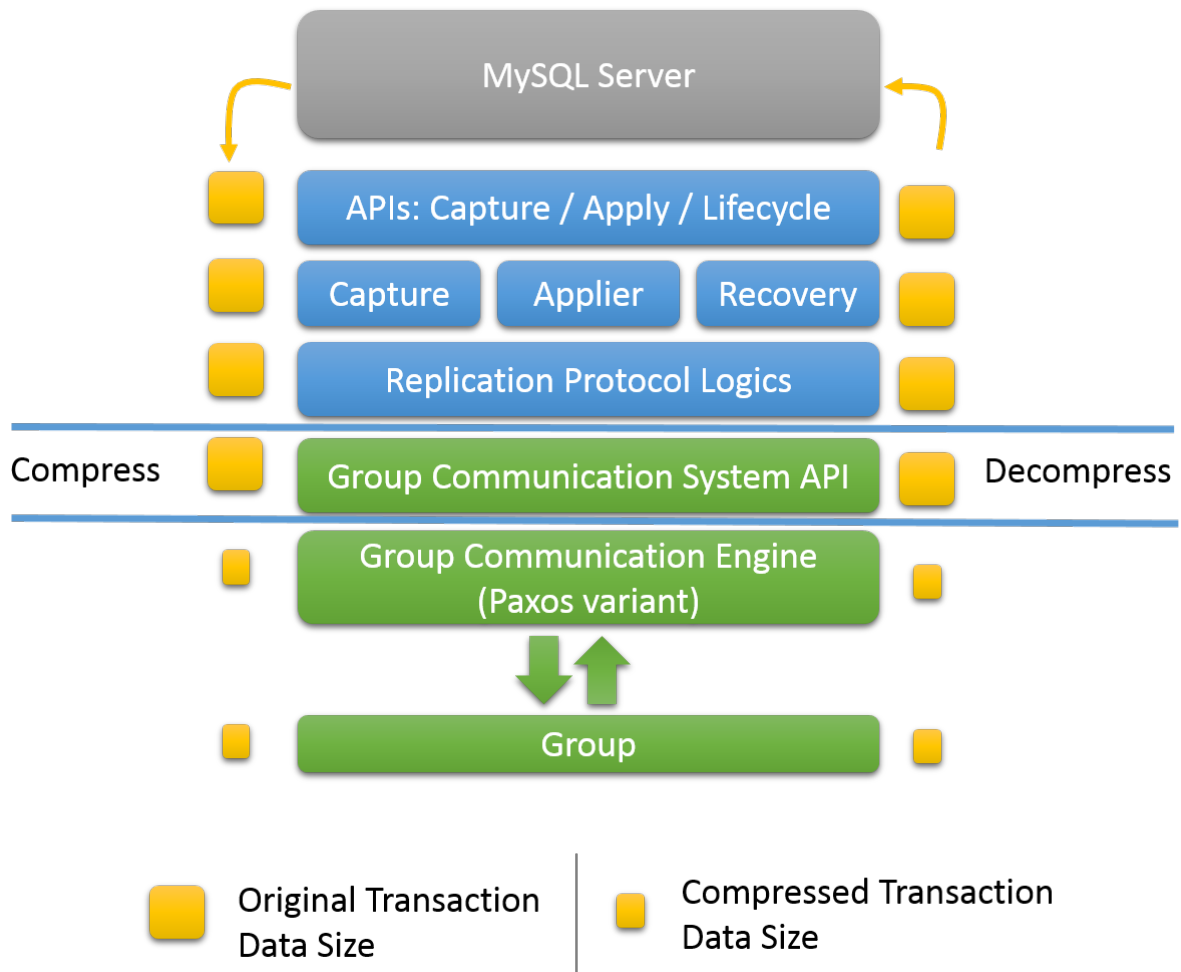 MySQL Server
APIs: Capture / Apply / Lifecycle
Capture
Applier
Recovery
Replication Protocol Logics
Compress
Group Communication System API
Decompress
Group Communication Engine
(Paxos variant)
Group
Original Transaction
Data Size
Compressed Transaction
Data Size